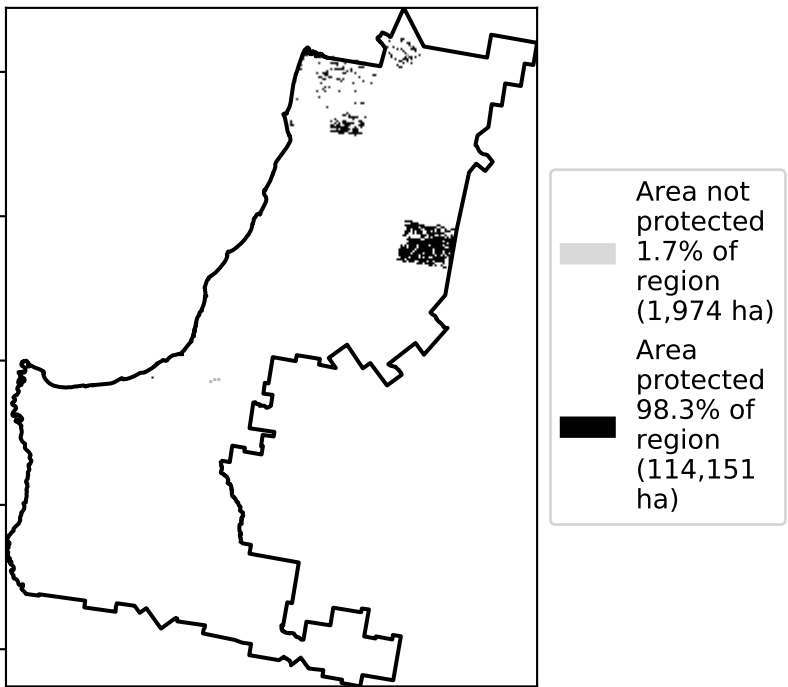 Area not
protected
1.7% of
region
(1,974 ha)
Area
protected
98.3% of
region
(114,151
ha)